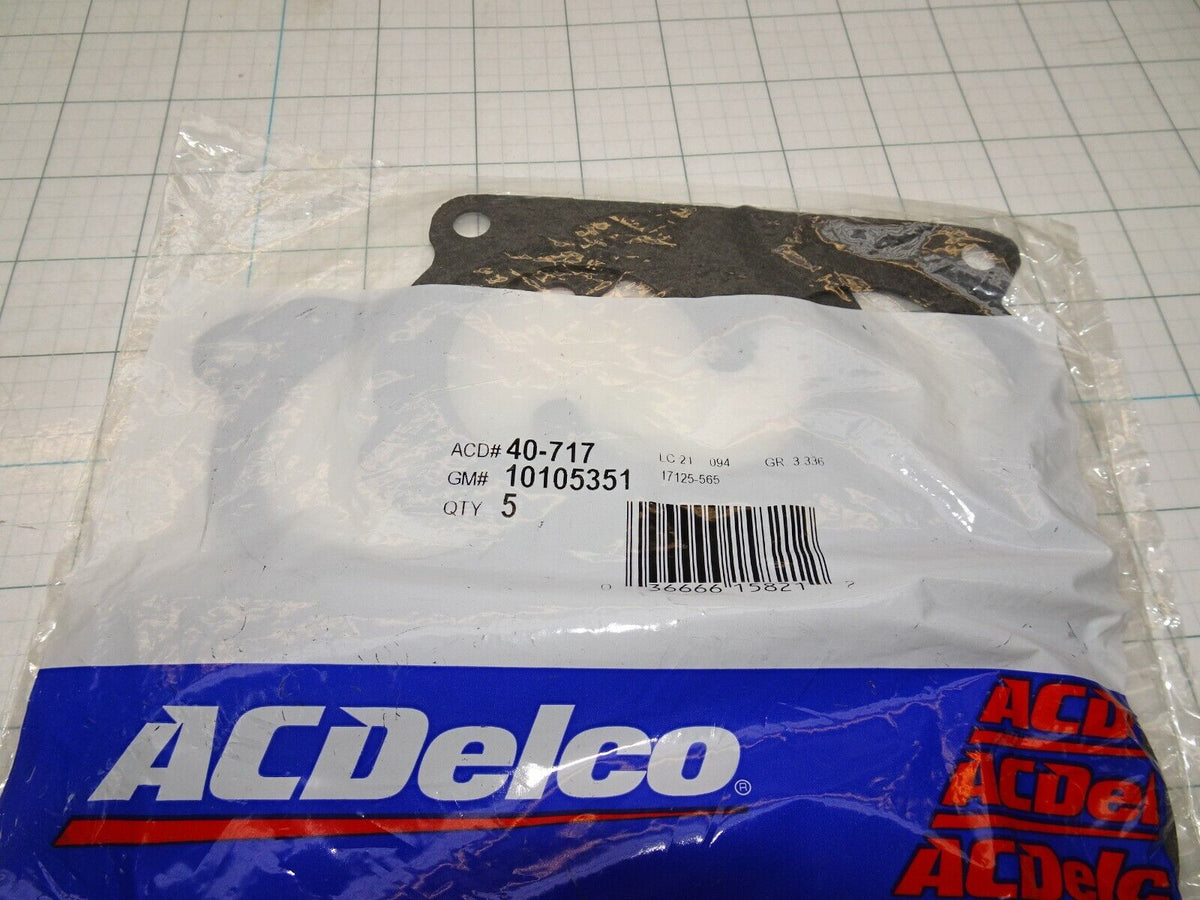 ACD# 40-717
GM# 10105351
QTY 5
LC 21 094 GR. 3.336
17125-565
0 36666 15821 7
ACDelco®
ACD
ACDel
ACDelc